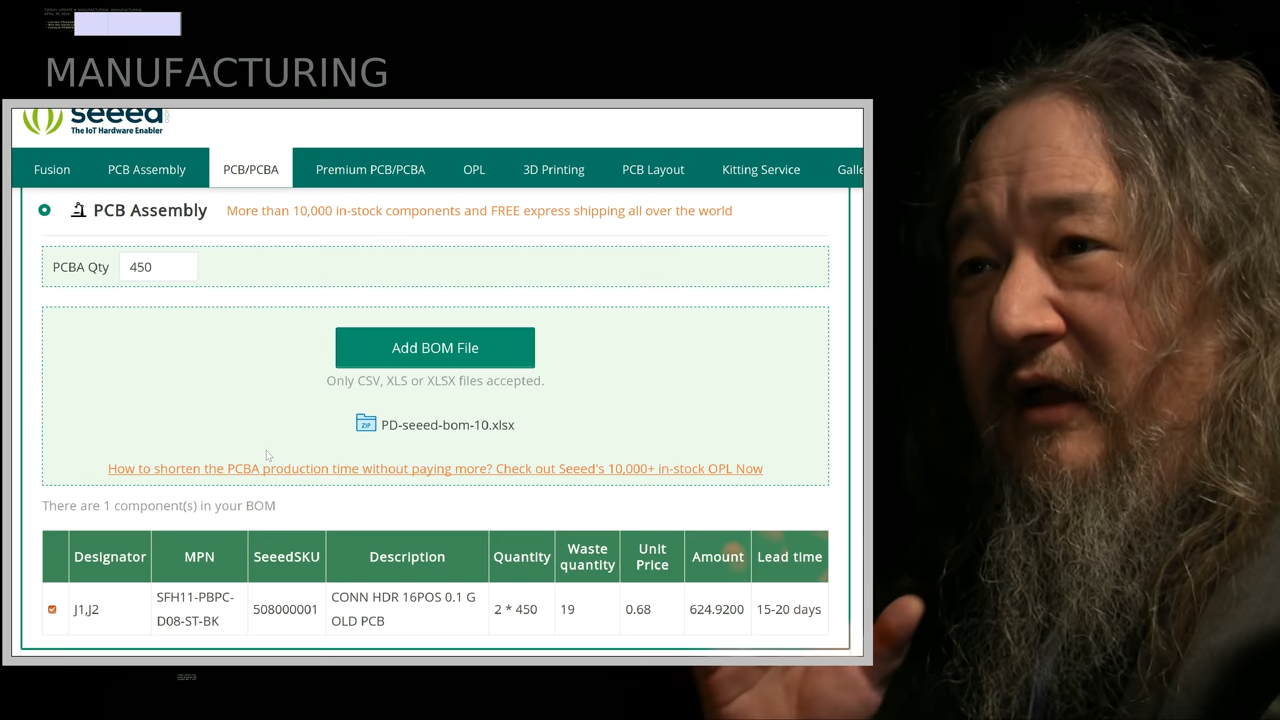 MANUFACTURING
seeed
The IoT Hardware Enabler
Fusion PCB Assembly PCB/PCBA Premium PCB/PCBA OPL 3D Printing PCB Layout Kitting Service Galle
PCB Assembly More than 10,000 in-stock components and FREE express shipping all over the world
PCBA Qty 450
Add BOM File
Only CSV, XLS or XLSX files accepted.
ZIP PD-seeed-bom-10.xlsx
How to shorten the PCBA production time without paying more? Check out Seeed's 10,000+ in-stock OPL Now
There are 1 component(s) in your BOM
Designator MPN SeeedSKU Description Quantity Waste quantity Unit Price Amount Lead time
J1,J2 SFH11-PBPC-D08-ST-BK 508000001 CONN HDR 16POS 0.1 GOLD PCB 2 * 450 19 0.68 624.9200 15-20 days